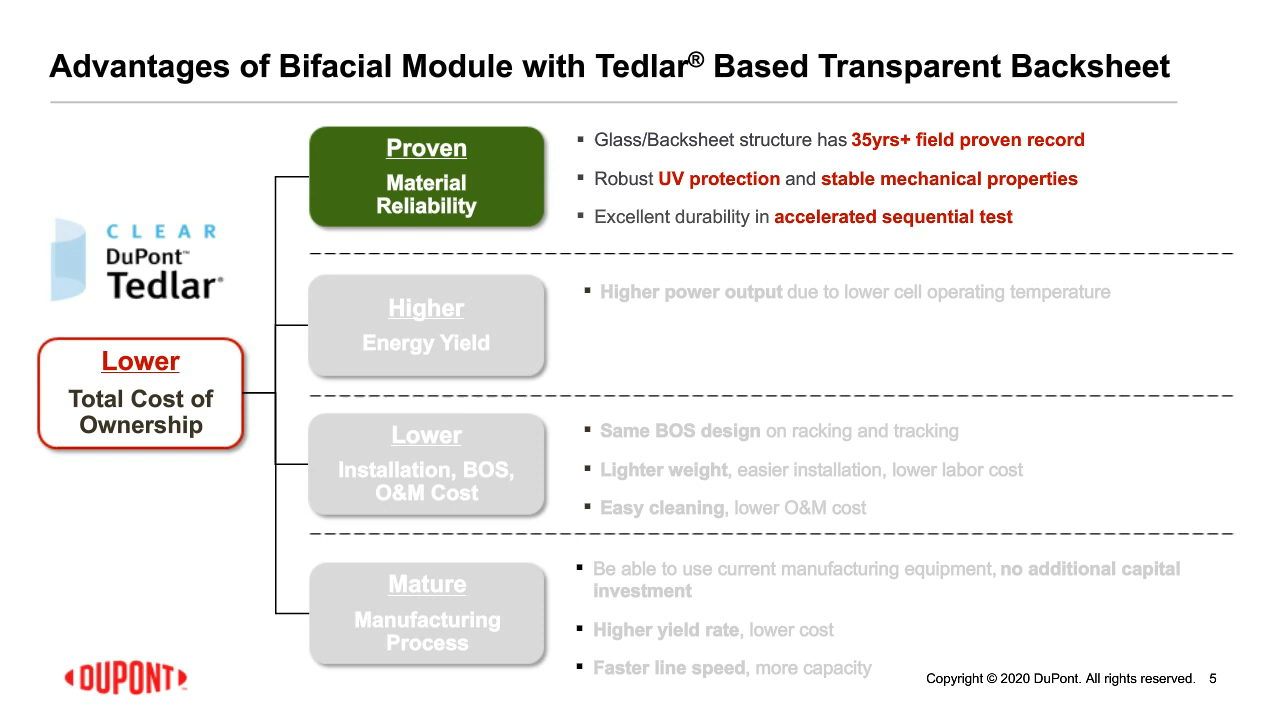 Advantages of Bifacial Module with Tedlar® Based Transparent Backsheet
CLEAR
DuPont™
Tedlar®
Lower
Total Cost of
Ownership
Proven
Material
Reliability
▪ Glass/Backsheet structure has 35yrs+ field proven record
▪ Robust UV protection and stable mechanical properties
▪ Excellent durability in accelerated sequential test
Higher
Energy Yield
▪ Higher power output due to lower cell operating temperature
Lower
Installation, BOS,
O&M Cost
▪ Same BOS design on racking and tracking
▪ Lighter weight, easier installation, lower labor cost
▪ Easy cleaning, lower O&M cost
Mature
Manufacturing
Process
▪ Be able to use current manufacturing equipment, no additional capital
investment
▪ Higher yield rate, lower cost
▪ Faster line speed, more capacity
DUPONT™
Copyright © 2020 DuPont. All rights reserved. 5